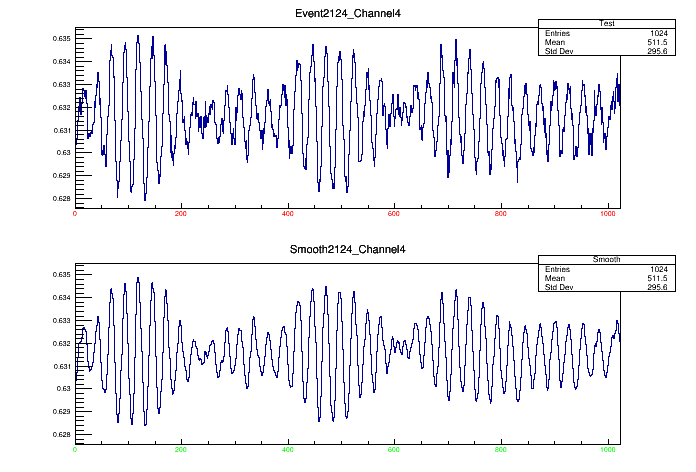 Event2124_Channel4
Test
Entries 1024
Mean 511.5
Std Dev 295.6
0.635
0.634
0.633
0.632
0.631
0.63
0.629
0.628
0 200 400 600 800 1000
Smooth2124_Channel4
Smooth
Entries 1024
Mean 511.5
Std Dev 295.6
0.635
0.634
0.633
0.632
0.631
0.63
0.629
0.628
0 200 400 600 800 1000